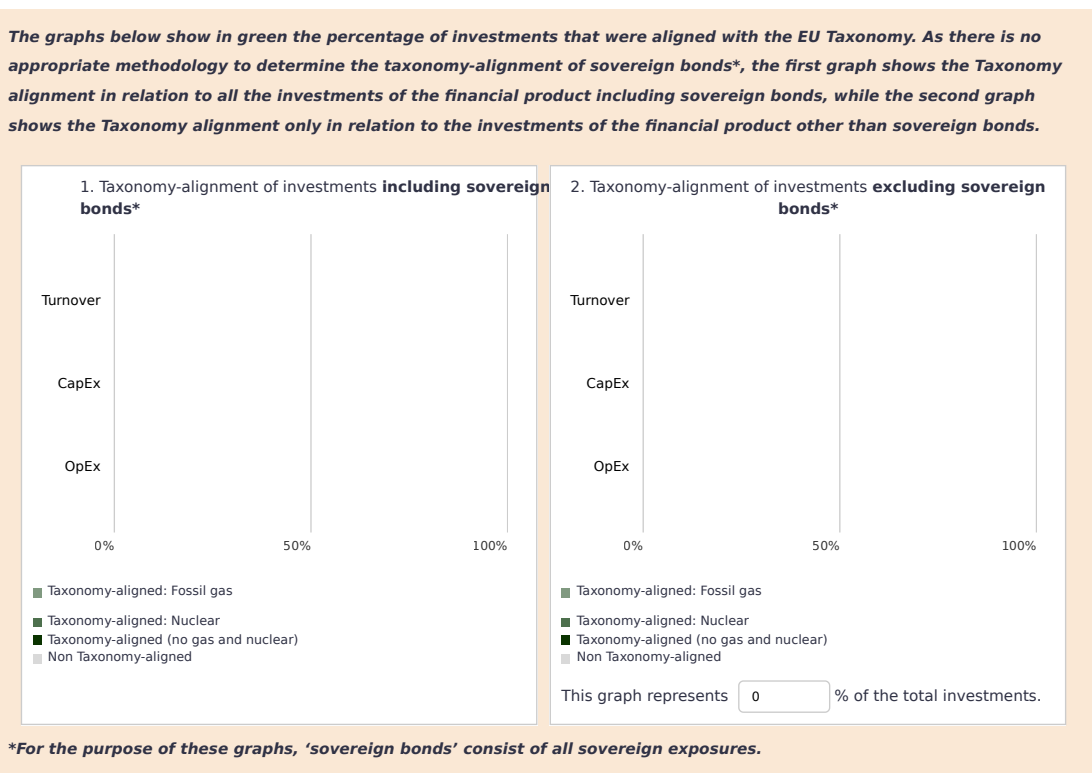 The graphs below show in green the percentage of investments that were aligned with the EU Taxonomy. As there is no
appropriate methodology to determine the taxonomy-alignment of sovereign bonds*, the first graph shows the Taxonomy
alignment in relation to all the investments of the financial product including sovereign bonds, while the second graph
shows the Taxonomy alignment only in relation to the investments of the financial product other than sovereign bonds.
1. Taxonomy-alignment of investments including sovereign
bonds*
Turnover
CapEx
OpEx
0% 50% 100%
Taxonomy-aligned: Fossil gas
Taxonomy-aligned: Nuclear
Taxonomy-aligned (no gas and nuclear)
Non Taxonomy-aligned
2. Taxonomy-alignment of investments excluding sovereign
bonds*
Turnover
CapEx
OpEx
0% 50% 100%
Taxonomy-aligned: Fossil gas
Taxonomy-aligned: Nuclear
Taxonomy-aligned (no gas and nuclear)
Non Taxonomy-aligned
This graph represents 0 % of the total investments.
*For the purpose of these graphs, ‘sovereign bonds’ consist of all sovereign exposures.